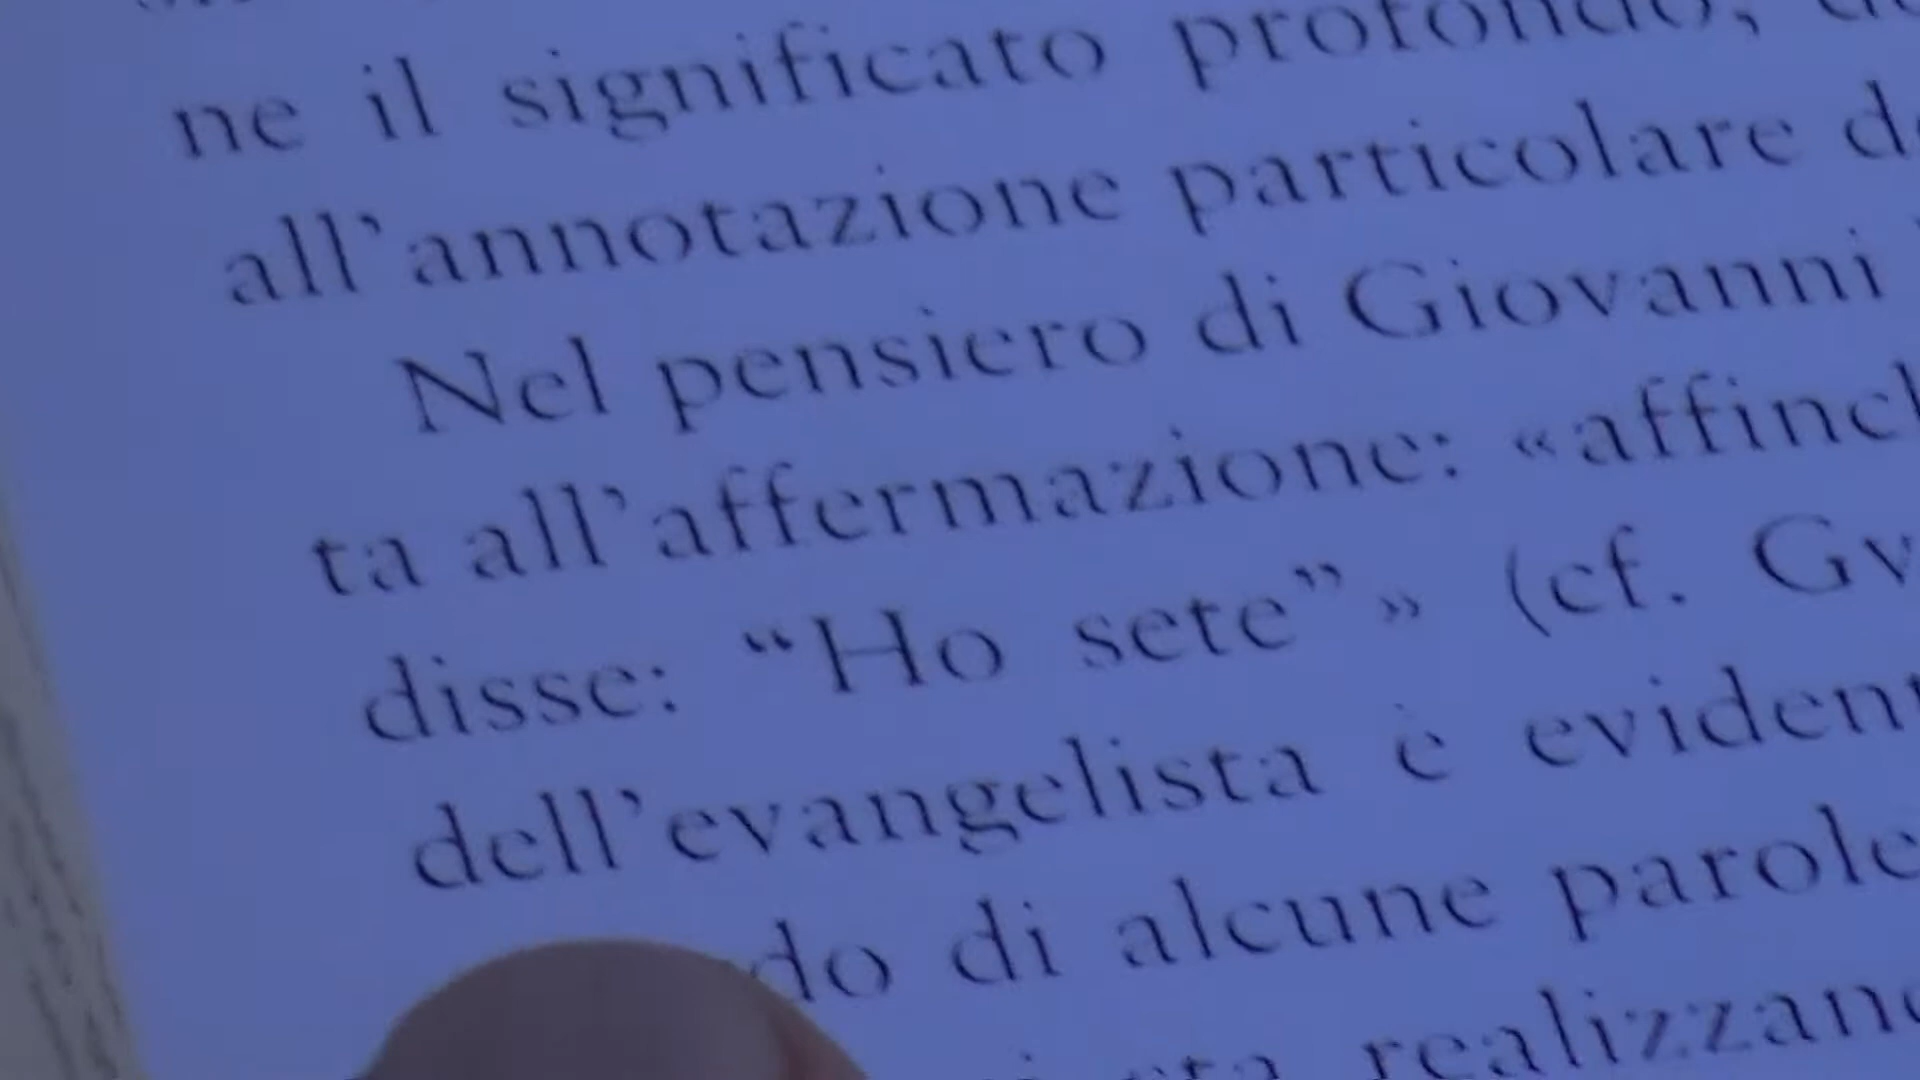 ne il significato profondo,
all'annotazione particolare
Nel pensiero di Giovanni
ta all'affermazione: «affinch
disse: “Ho sete”» (cf. Gv
dell'evangelista è eviden
do di alcune parole
realizzan